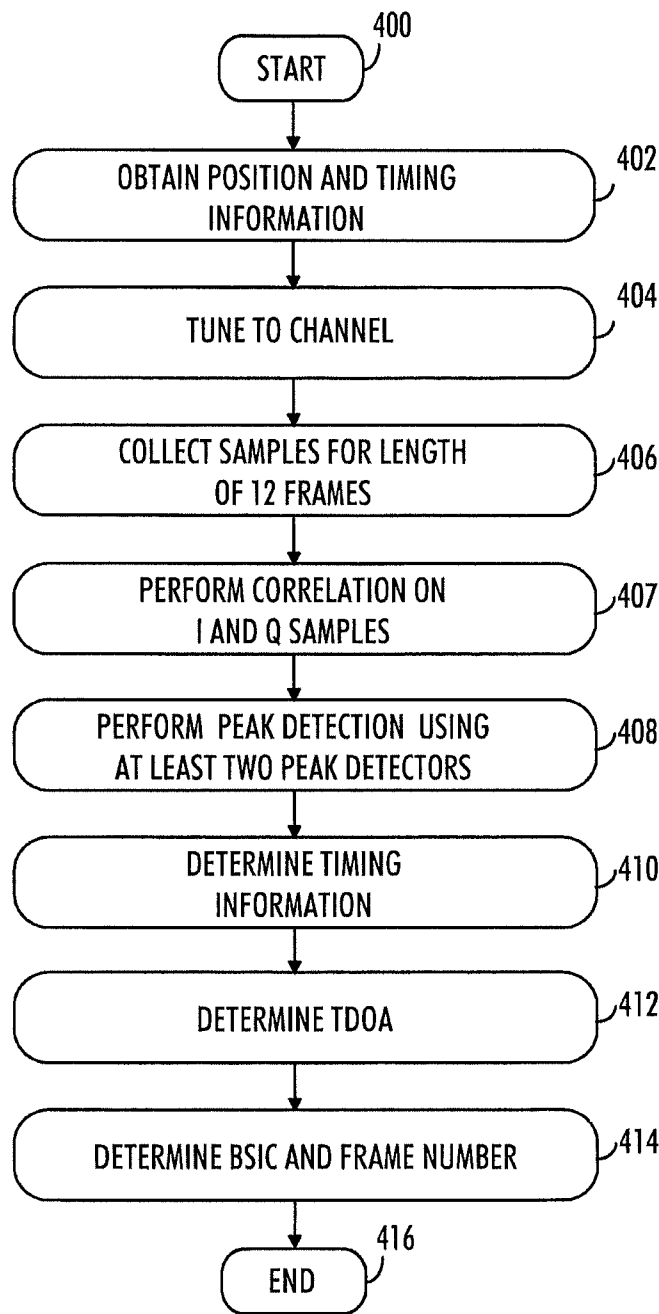 400
START
402
OBTAIN POSITION AND TIMING
INFORMATION
404
TUNE TO CHANNEL
COLLECT SAMPLES FOR LENGTH
OF 12 FRAMES
406
PERFORM CORRELATION ON
I AND Q SAMPLES
407
PERFORM PEAK DETECTION USING
AT LEAST TWO PEAK DETECTORS
408
DETERMINE TIMING
INFORMATION
410
DETERMINE TDOA
412
DETERMINE BSIC AND FRAME NUMBER
414
416
END